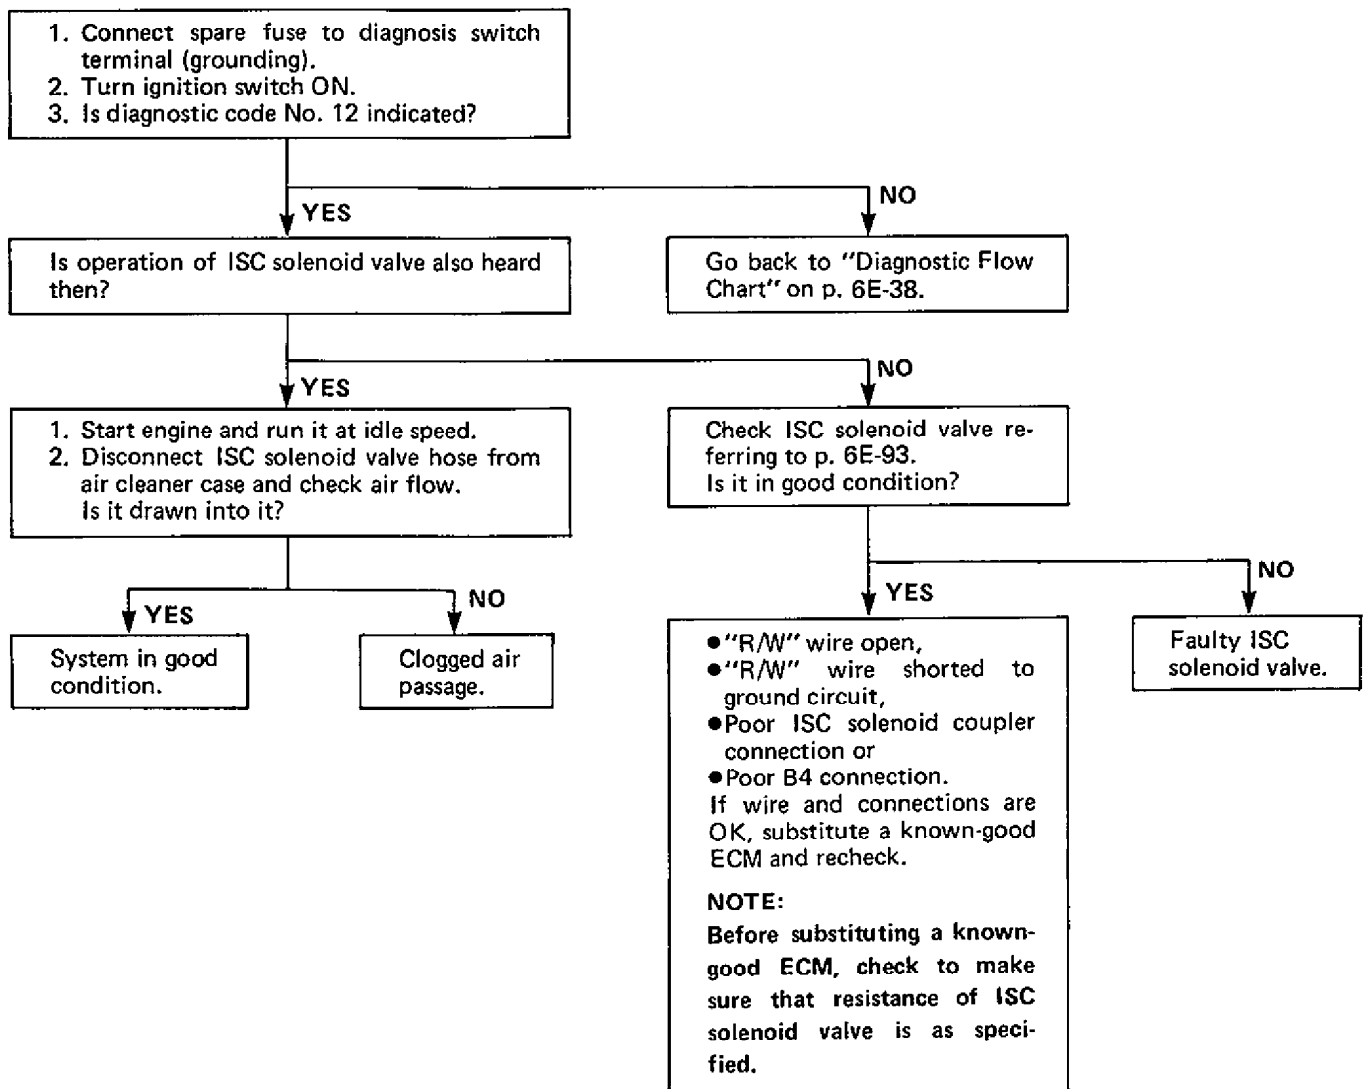 1. Connect spare fuse to diagnosis switch
terminal (grounding).
2. Turn ignition switch ON.
3. Is diagnostic code No. 12 indicated?
YES
NO
Is operation of ISC solenoid valve also heard
then?
Go back to "Diagnostic Flow
Chart" on p. 6E-38.
YES
NO
1. Start engine and run it at idle speed.
2. Disconnect ISC solenoid valve hose from
air cleaner case and check air flow.
Is it drawn into it?
Check ISC solenoid valve re-
ferring to p. 6E-93.
Is it in good condition?
YES
NO
YES
NO
System in good
condition.
Clogged air
passage.
●"R/W" wire open,
●"R/W" wire shorted to
ground circuit,
●Poor ISC solenoid coupler
connection or
●Poor B4 connection.
If wire and connections are
OK, substitute a known-good
ECM and recheck.
NOTE:
Before substituting a known-
good ECM, check to make
sure that resistance of ISC
solenoid valve is as speci-
fied.
Faulty ISC
solenoid valve.